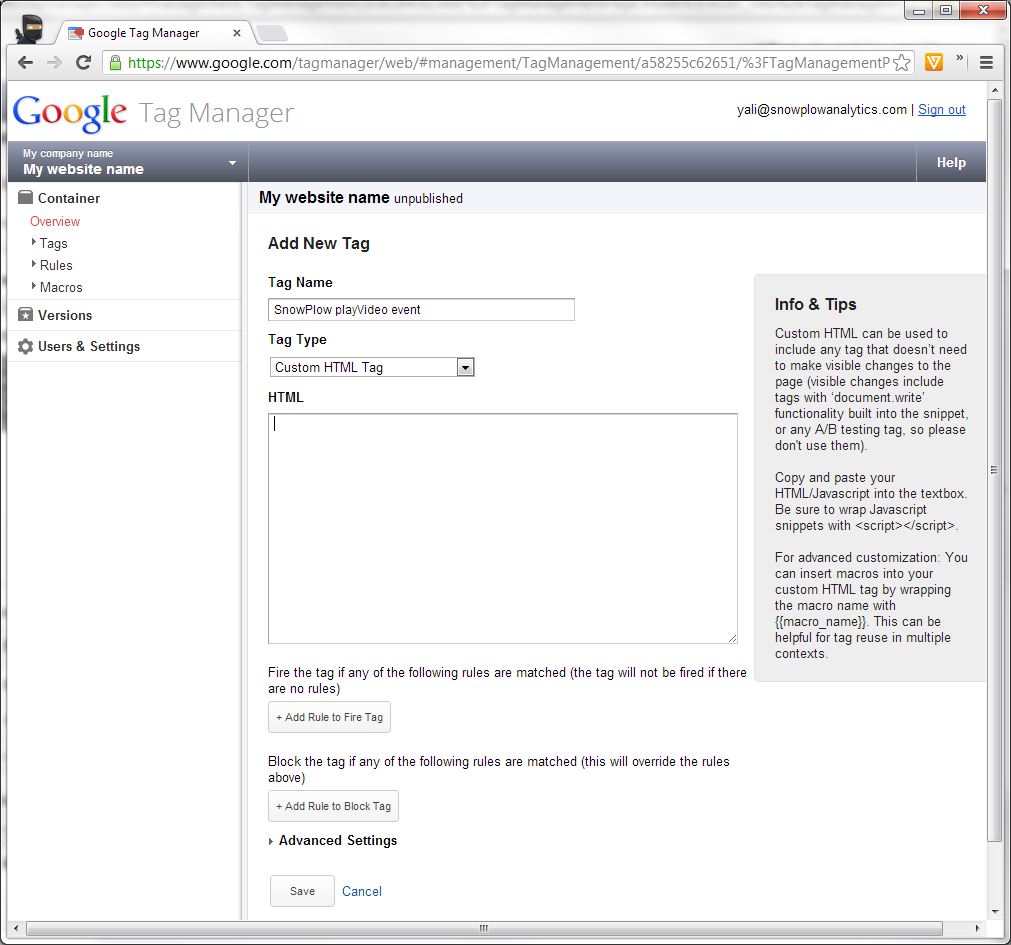 Google Tag Manager
https://www.google.com/tagmanager/web/#management/TagManagement/a58255c62651/%3FTagManagementP
Google Tag Manager
yali@snowplowanalytics.com | Sign out
My company name
My website name
Help
Container
Overview
Tags
Rules
Macros
Versions
Users & Settings
My website name unpublished
Add New Tag
Tag Name
SnowPlow playVideo event
Tag Type
Custom HTML Tag
HTML
Fire the tag if any of the following rules are matched (the tag will not be fired if there
are no rules)
+ Add Rule to Fire Tag
Block the tag if any of the following rules are matched (this will override the rules
above)
+ Add Rule to Block Tag
Advanced Settings
Save Cancel
Info & Tips
Custom HTML can be used to
include any tag that doesn't need
to make visible changes to the
page (visible changes include
tags with ‘document.write’
functionality built into the snippet,
or any A/B testing tag, so please
don't use them).
Copy and paste your
HTML/Javascript into the textbox.
Be sure to wrap Javascript
snippets with <script></script>.
For advanced customization: You
can insert macros into your
custom HTML tag by wrapping
the macro name with
{{macro_name}}. This can be
helpful for tag reuse in multiple
contexts.